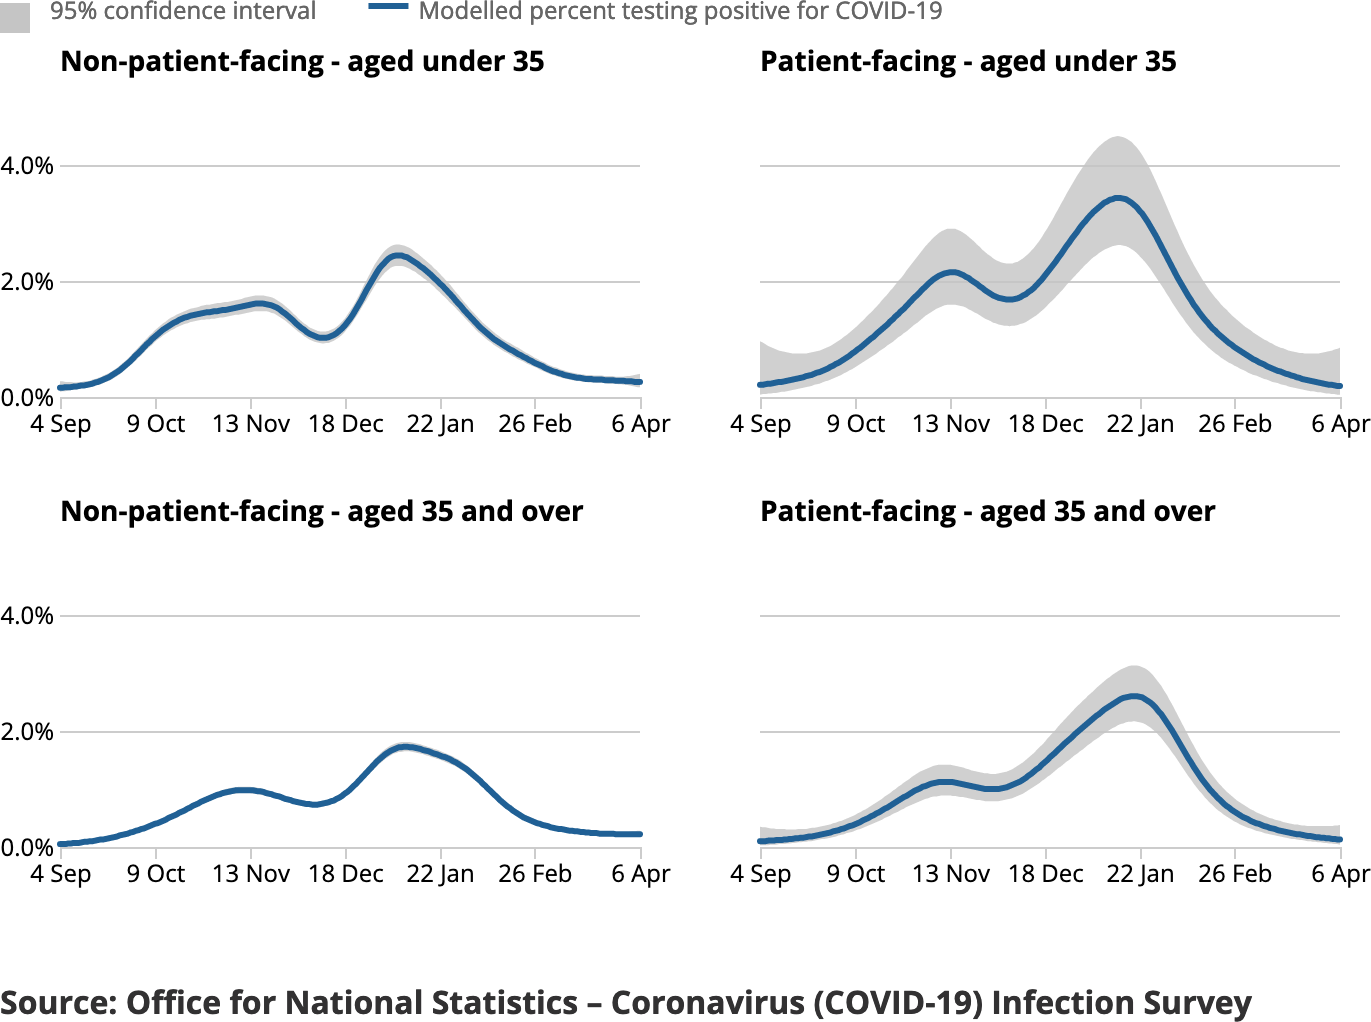 95% confidence interval
Modelled percent testing positive for COVID-19
Non-patient-facing - aged under 35
4.0%
2.0%
0.0%
4 Sep 9 Oct 13 Nov 18 Dec 22 Jan 26 Feb 6 Apr
Patient-facing - aged under 35
4 Sep 9 Oct 13 Nov 18 Dec 22 Jan 26 Feb 6 Apr
Non-patient-facing - aged 35 and over
4.0%
2.0%
0.0%
4 Sep 9 Oct 13 Nov 18 Dec 22 Jan 26 Feb 6 Apr
Patient-facing - aged 35 and over
4 Sep 9 Oct 13 Nov 18 Dec 22 Jan 26 Feb 6 Apr
Source: Office for National Statistics – Coronavirus (COVID-19) Infection Survey